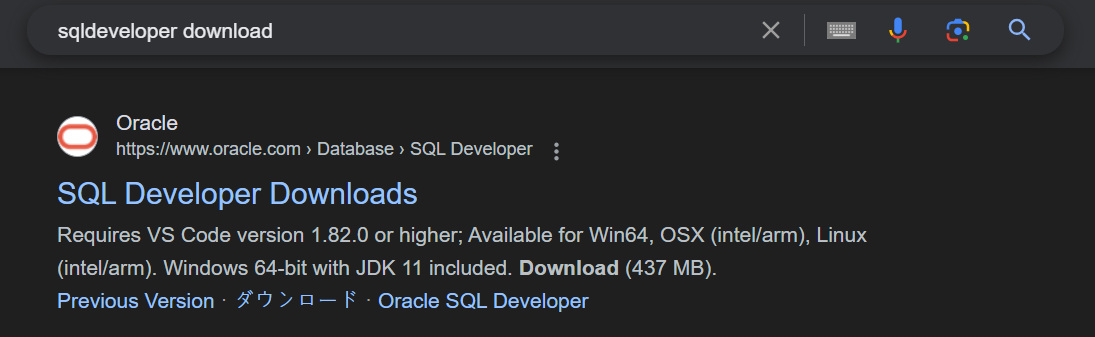 sqldeveloper download
Oracle
https://www.oracle.com › Database › SQL Developer
SQL Developer Downloads
Requires VS Code version 1.82.0 or higher; Available for Win64, OSX (intel/arm), Linux
(intel/arm). Windows 64-bit with JDK 11 included. Download (437 MB).
Previous Version · ダウンロード · Oracle SQL Developer